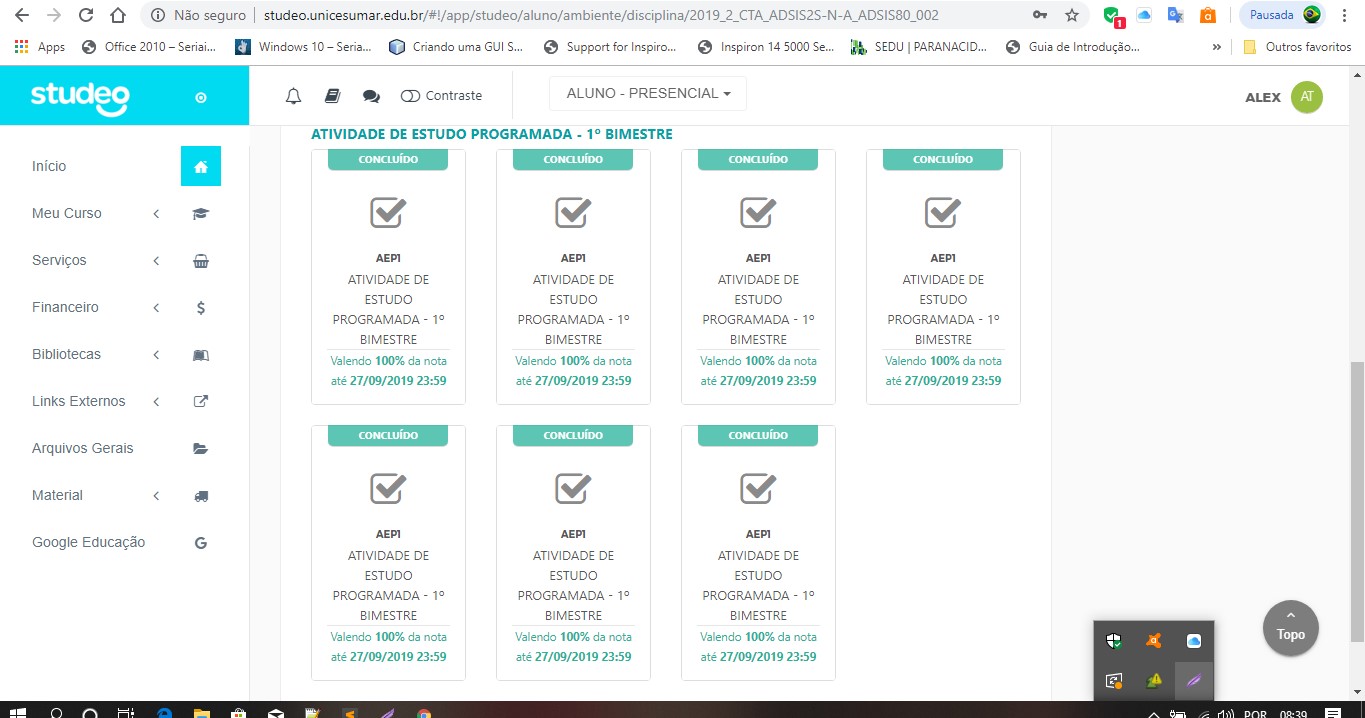 Não seguro | studeo.unicesumar.edu.br/#!/app/studeo/aluno/ambiente/disciplina/2019_2_CTA_ADSIS2S-N-A_ADSIS80_002
1
Pausada
Apps
Office 2010 – Seriai...
Windows 10 – Seria...
Criando uma GUI S...
Support for Inspiro...
Inspiron 14 5000 Se...
SEDU | PARANACID...
Guia de Introdução...
»
Outros favoritos
studeo
Contraste
ALUNO - PRESENCIAL
ALEX
AT
Início
Meu Curso
Serviços
Financeiro
$
Bibliotecas
Links Externos
Arquivos Gerais
Material
Google Educação
G
ATIVIDADE DE ESTUDO PROGRAMADA - 1º BIMESTRE
CONCLUÍDO
AEP1
ATIVIDADE DE
ESTUDO
PROGRAMADA - 1º
BIMESTRE
Valendo 100% da nota
até 27/09/2019 23:59
CONCLUÍDO
AEP1
ATIVIDADE DE
ESTUDO
PROGRAMADA - 1º
BIMESTRE
Valendo 100% da nota
até 27/09/2019 23:59
CONCLUÍDO
AEP1
ATIVIDADE DE
ESTUDO
PROGRAMADA - 1º
BIMESTRE
Valendo 100% da nota
até 27/09/2019 23:59
CONCLUÍDO
AEP1
ATIVIDADE DE
ESTUDO
PROGRAMADA - 1º
BIMESTRE
Valendo 100% da nota
até 27/09/2019 23:59
CONCLUÍDO
AEP1
ATIVIDADE DE
ESTUDO
PROGRAMADA - 1º
BIMESTRE
Valendo 100% da nota
até 27/09/2019 23:59
CONCLUÍDO
AEP1
ATIVIDADE DE
ESTUDO
PROGRAMADA - 1º
BIMESTRE
Valendo 100% da nota
até 27/09/2019 23:59
CONCLUÍDO
AEP1
ATIVIDADE DE
ESTUDO
PROGRAMADA - 1º
BIMESTRE
Valendo 100% da nota
até 27/09/2019 23:59
Topo
POR 08:39